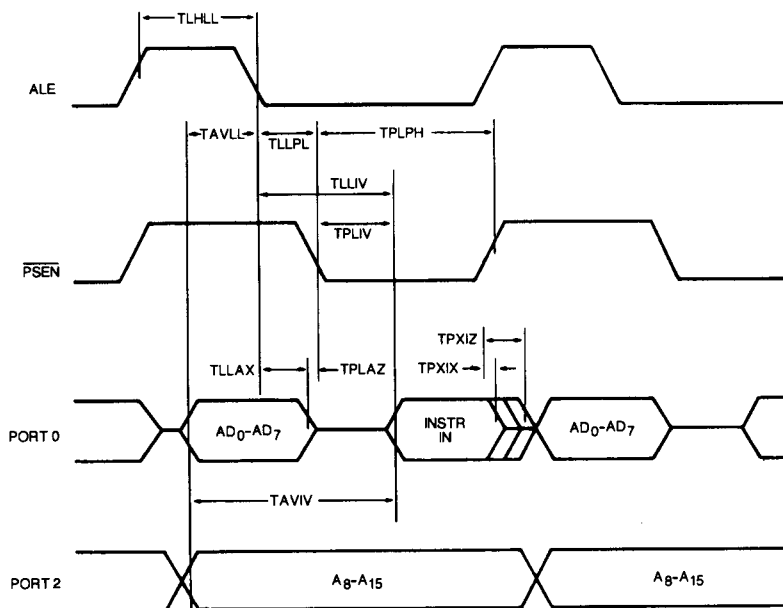 TLHLL
ALE
TAVLL
TLLPL
TPLPH
TLLIV
TPLIV
PSEN
TPXIZ
TLLAX
TPLAZ
TPXIX
PORT 0
AD0-AD7
INSTR
IN
AD0-AD7
TAVIV
PORT 2
A8-A15
A8-A15